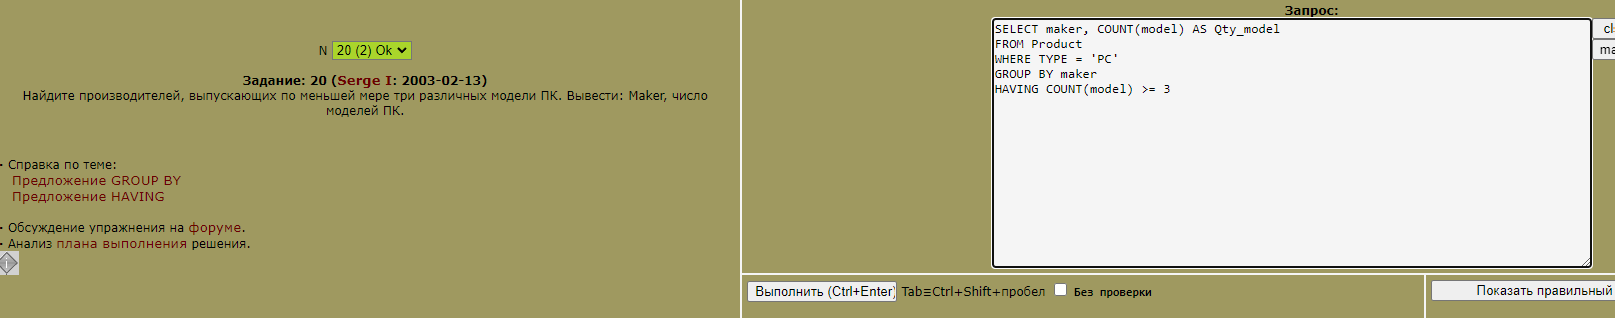 N 20 (2) Ok
Задание: 20 (Serge I: 2003-02-13)
Найдите производителей, выпускающих по меньшей мере три различных модели ПК. Вывести: Maker, число
моделей ПК.
- Справка по теме:
Предложение GROUP BY
Предложение HAVING
- Обсуждение упражнения на форуме.
- Анализ плана выполнения решения.
Запрос:
SELECT maker, COUNT(model) AS Qty_model
FROM Product
WHERE TYPE = 'PC'
GROUP BY maker
HAVING COUNT(model) >= 3
Выполнить (Ctrl+Enter) Tab≡Ctrl+Shift+пробел Без проверки
Показать правильный